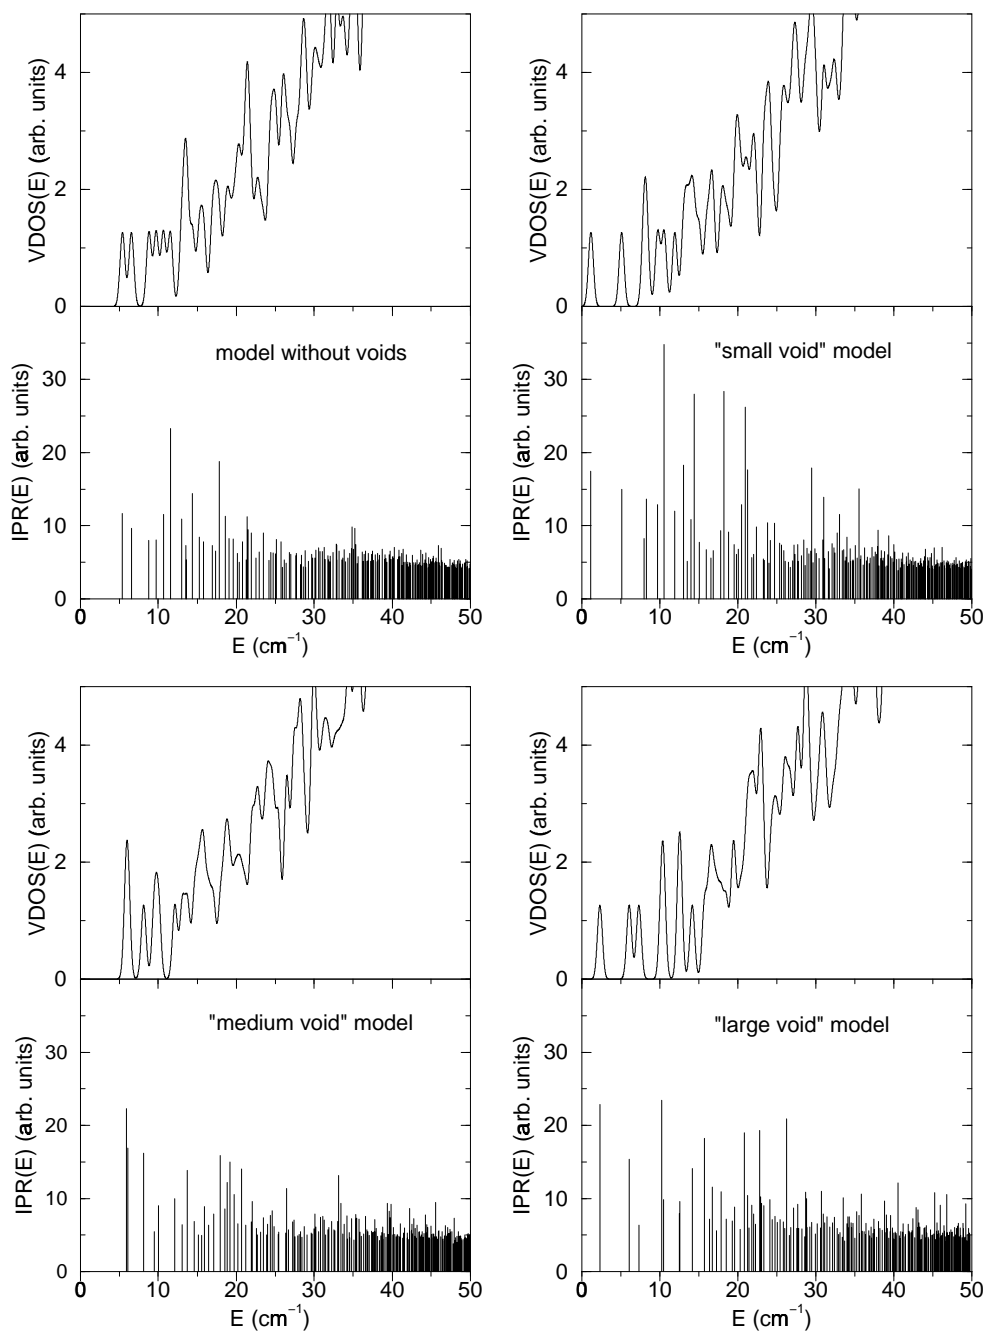 VDOS(E) (arb. units)
4
2
0
VDOS(E) (arb. units)
4
2
0
IPR(E) (arb. units)
model without voids
30
20
10
0
0 10 20 30 40 50
E (cm⁻¹)
IPR(E) (arb. units)
"small void" model
30
20
10
0
0 10 20 30 40 50
E (cm⁻¹)
VDOS(E) (arb. units)
4
2
0
VDOS(E) (arb. units)
4
2
0
IPR(E) (arb. units)
"medium void" model
30
20
10
0
0 10 20 30 40 50
E (cm⁻¹)
IPR(E) (arb. units)
"large void" model
30
20
10
0
0 10 20 30 40 50
E (cm⁻¹)